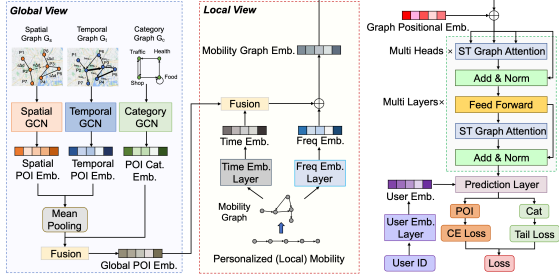 Global View
Spatial
Graph Gs
Temporal
Graph Gt
Category
Graph Gc
Traffic
Health
Shop
Food
Spatial
GCN
Temporal
GCN
Category
GCN
Spatial
POI Emb.
Temporal
POI Emb.
POI Cat.
Emb.
Mean
Pooling
Fusion
Global POI Emb.
Local View
Mobility Graph Emb.
Fusion
Time Emb.
Freq Emb.
Time Emb.
Layer
Freq Emb.
Layer
Mobility
Graph
Personalized (Local) Mobility
Graph Positional Emb.
Multi Heads ×
ST Graph Attention
Add & Norm
Multi Layers×
Feed Forward
ST Graph Attention
Add & Norm
Prediction Layer
User Emb.
User Emb.
Layer
User ID
POI
Cat
CE Loss
Tail Loss
Loss